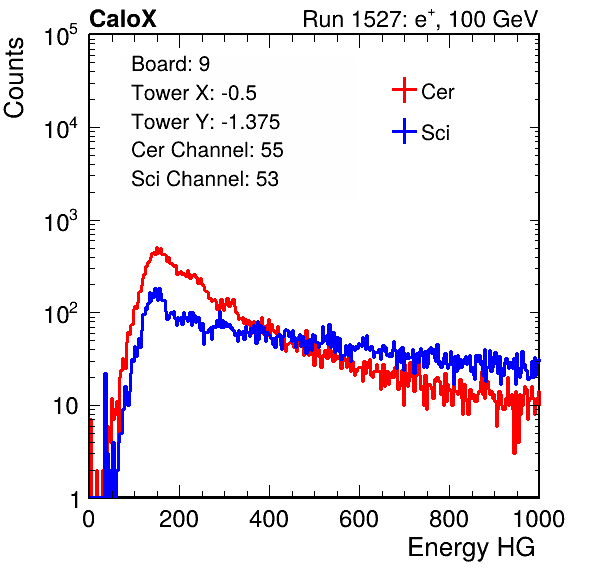 CaloX Run 1527: e⁺, 100 GeV
Counts
10⁵
10⁴
10³
10²
10
1
Board: 9
Tower X: -0.5
Tower Y: -1.375
Cer Channel: 55
Sci Channel: 53
Cer
Sci
0 200 400 600 800 1000
Energy HG